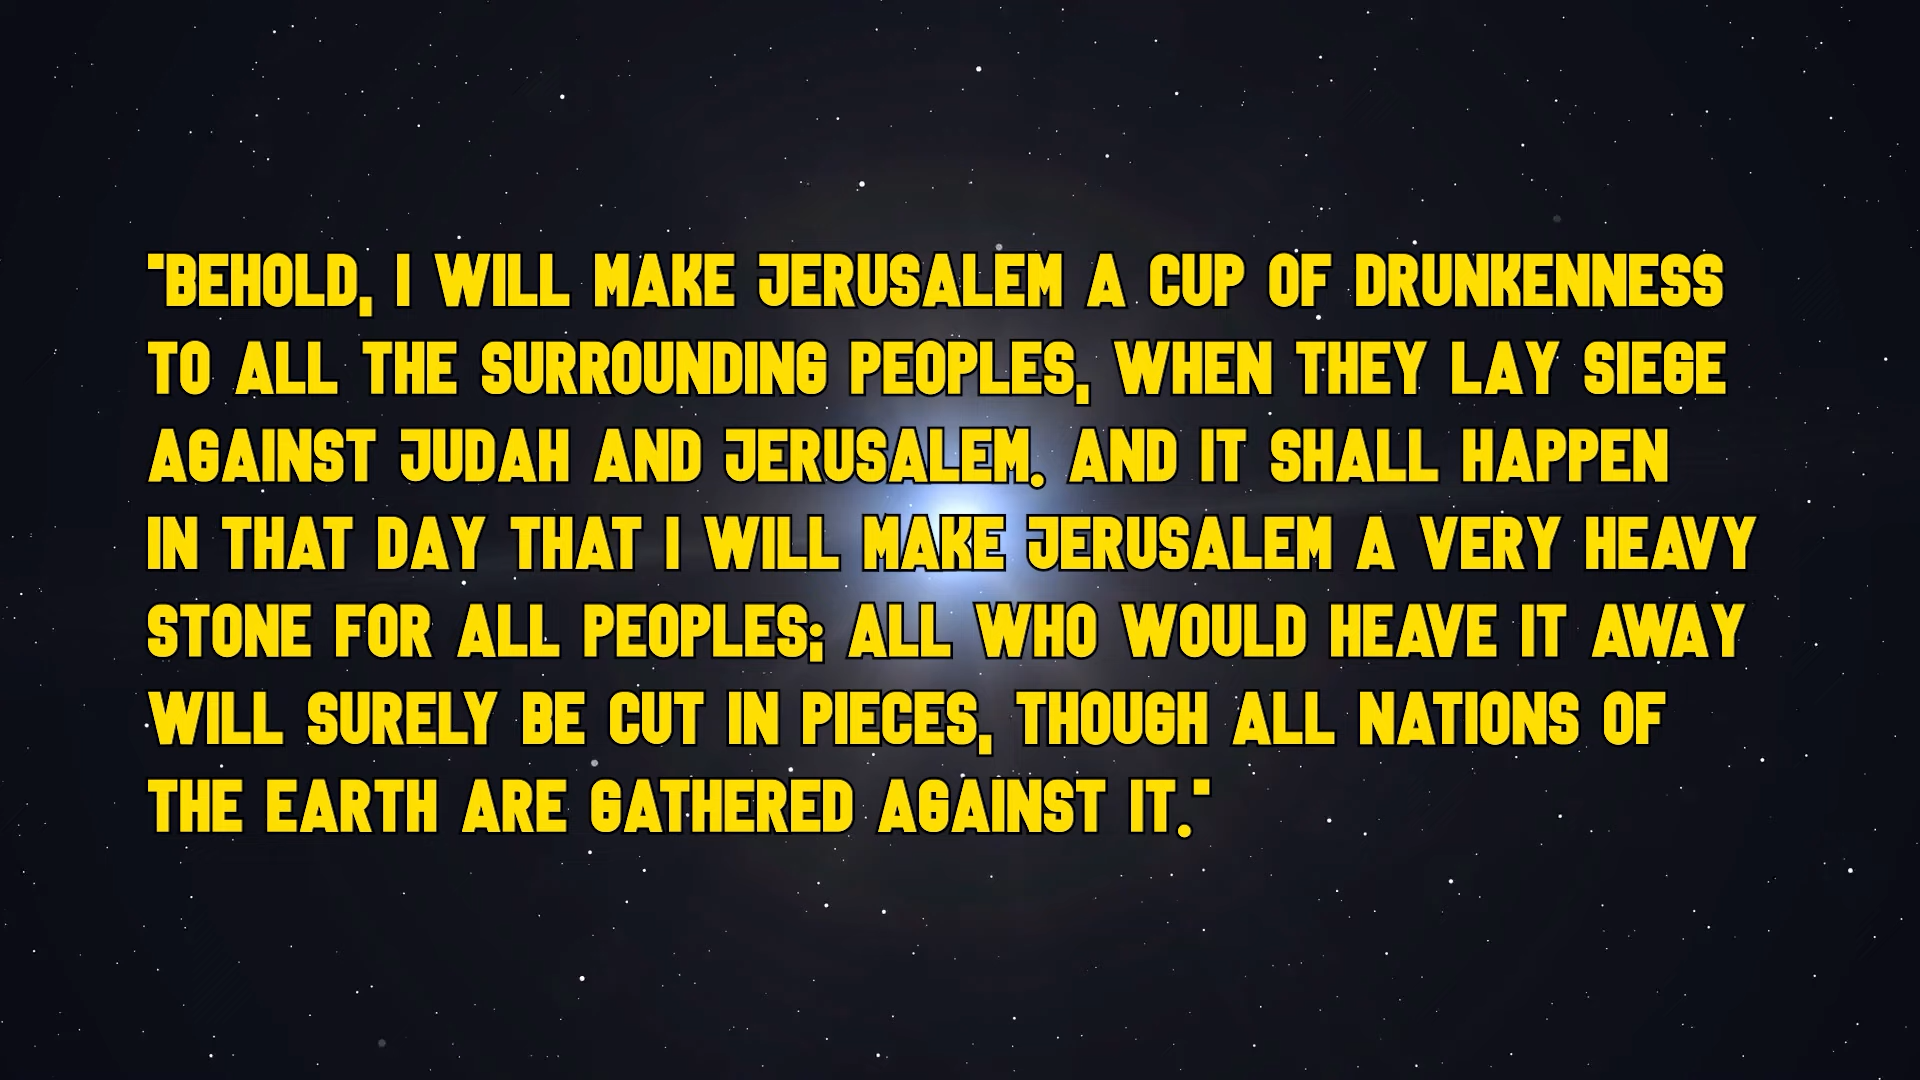 "BEHOLD, I WILL MAKE JERUSALEM A CUP OF DRUNKENNESS
TO ALL THE SURROUNDING PEOPLES, WHEN THEY LAY SIEGE
AGAINST JUDAH AND JERUSALEM. AND IT SHALL HAPPEN
IN THAT DAY THAT I WILL MAKE JERUSALEM A VERY HEAVY
STONE FOR ALL PEOPLES; ALL WHO WOULD HEAVE IT AWAY
WILL SURELY BE CUT IN PIECES, THOUGH ALL NATIONS OF
THE EARTH ARE GATHERED AGAINST IT."